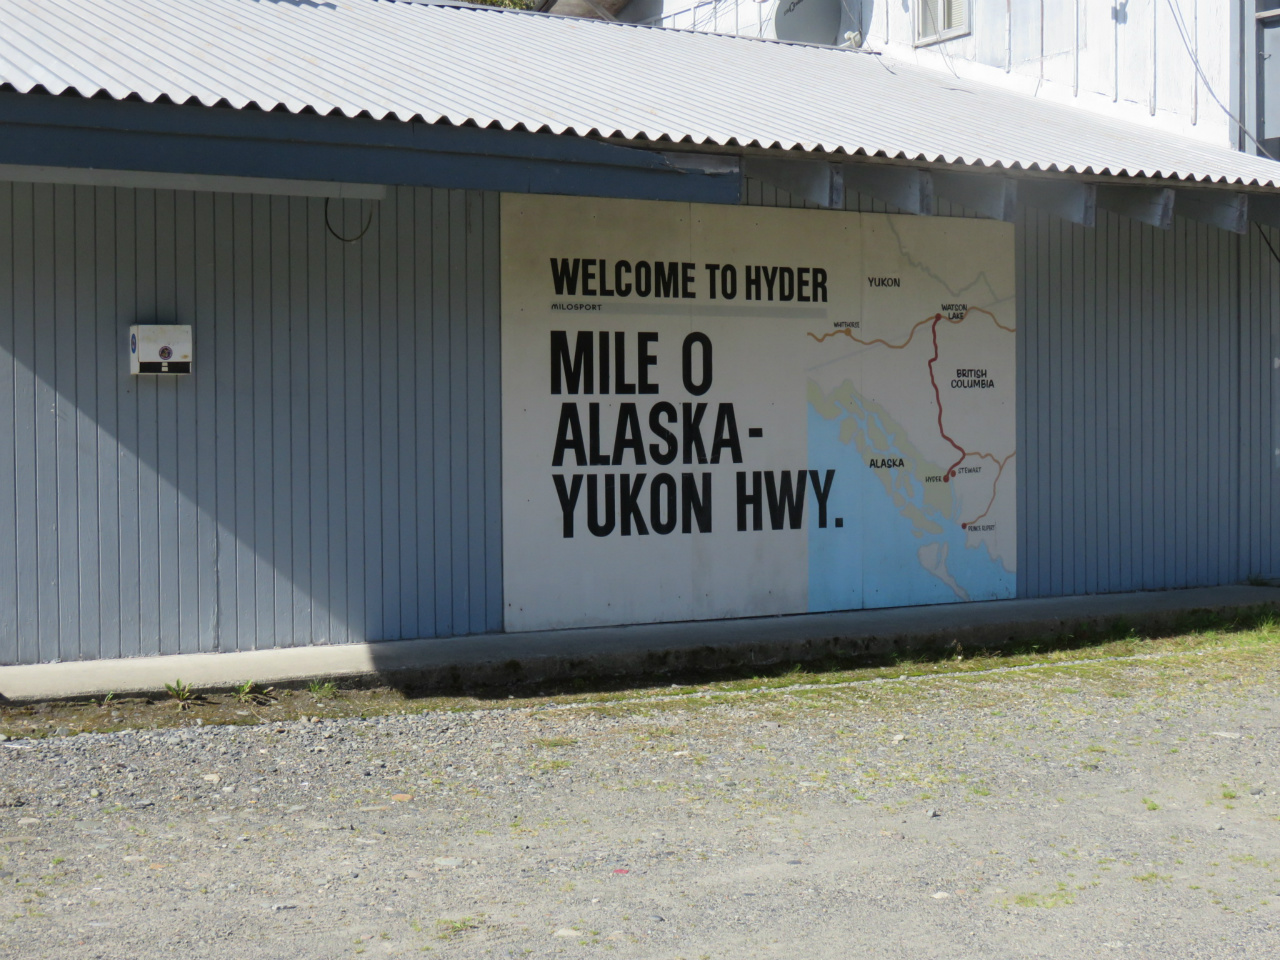 WELCOME TO HYDER
MILOSPORT
MILE 0
ALASKA-
YUKON HWY.
YUKON
WATSON
LAKE
WHITEHORSE
BRITISH
COLUMBIA
ALASKA
STEWART
HYDER
PRINCE RUPERT